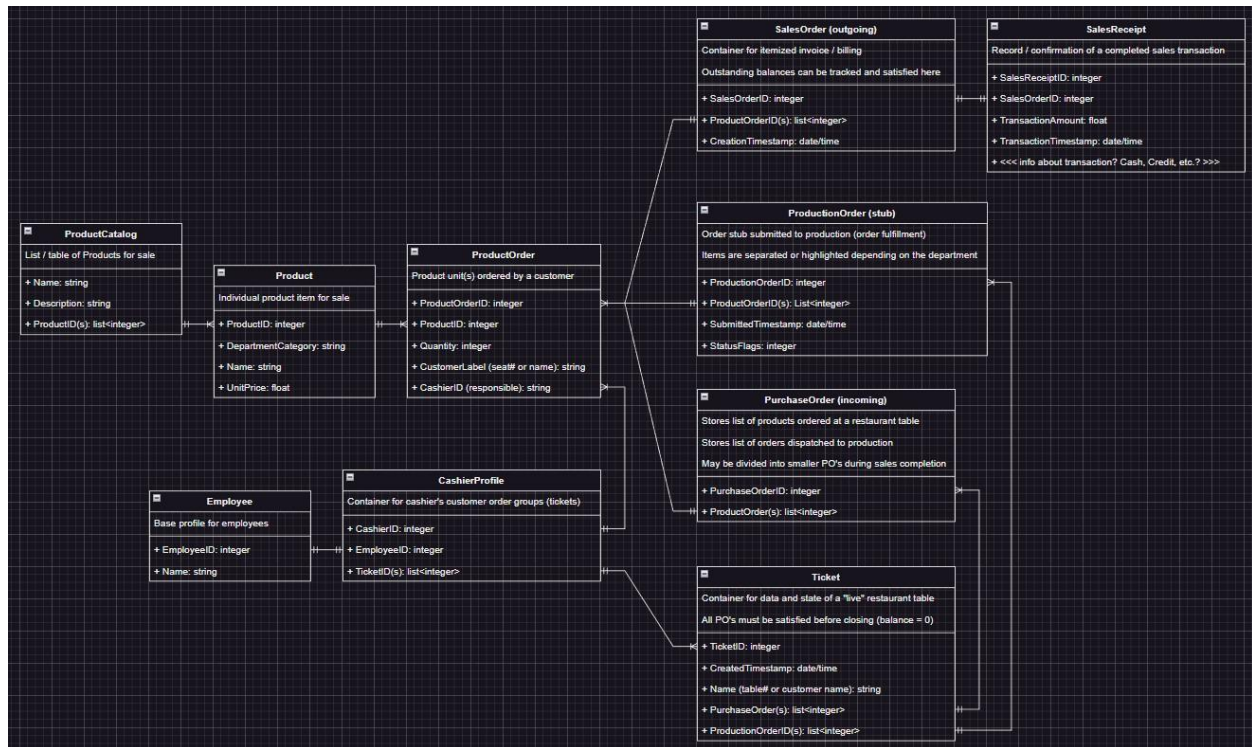 SalesOrder (outgoing)
Container for itemized invoice / billing
Outstanding balances can be tracked and satisfied here
+ SalesOrderID: integer
+ ProductOrderID(s): list<integer>
+ CreationTimestamp: date/time
SalesReceipt
Record / confirmation of a completed sales transaction
+ SalesReceiptID: integer
+ SalesOrderID: integer
+ TransactionAmount: float
+ TransactionTimestamp: date/time
+ <<< info about transaction? Cash, Credit, etc.? >>>
ProductCatalog
List / table of Products for sale
+ Name: string
+ Description: string
+ ProductID(s): list<integer>
Product
Individual product item for sale
+ ProductID: integer
+ DepartmentCategory: string
+ Name: string
+ UnitPrice: float
ProductOrder
Product unit(s) ordered by a customer
+ ProductOrderID: integer
+ ProductID: integer
+ Quantity: integer
+ CustomerLabel (seat# or name): string
+ CashierID (responsible): string
ProductionOrder (stub)
Order stub submitted to production (order fulfillment)
Items are separated or highlighted depending on the department
+ ProductionOrderID: integer
+ ProductOrderID(s): List<integer>
+ SubmittedTimestamp: date/time
+ StatusFlags: integer
PurchaseOrder (incoming)
Stores list of products ordered at a restaurant table
Stores list of orders dispatched to production
May be divided into smaller PO's during sales completion
+ PurchaseOrderID: integer
+ ProductOrder(s): list<integer>
Employee
Base profile for employees
+ EmployeeID: integer
+ Name: string
CashierProfile
Container for cashier's customer order groups (tickets)
+ CashierID: integer
+ EmployeeID: integer
+ TicketID(s): list<integer>
Ticket
Container for data and state of a "live" restaurant table
All PO's must be satisfied before closing (balance = 0)
+ TicketID: integer
+ CreatedTimestamp: date/time
+ Name (table# or customer name): string
+ PurchaseOrder(s): list<integer>
+ ProductionOrderID(s): list<integer>